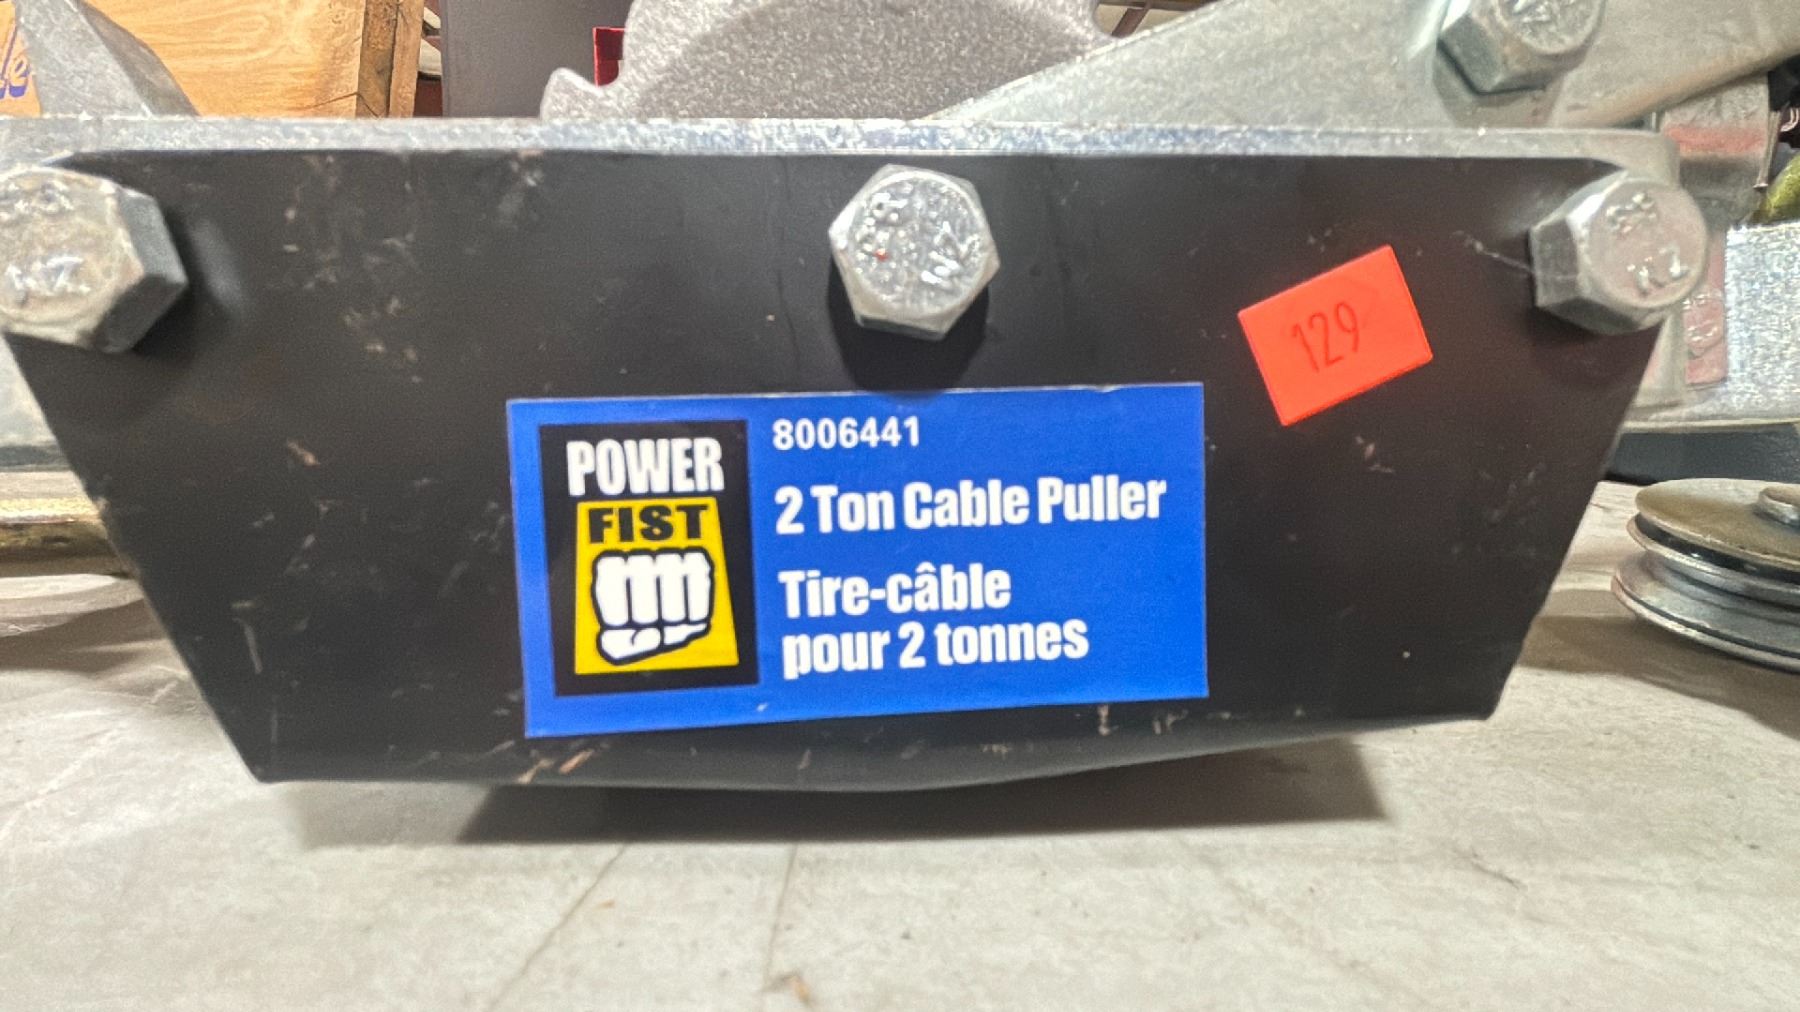 129
POWER
FIST
8006441
2 Ton Cable Puller
Tire-câble
pour 2 tonnes